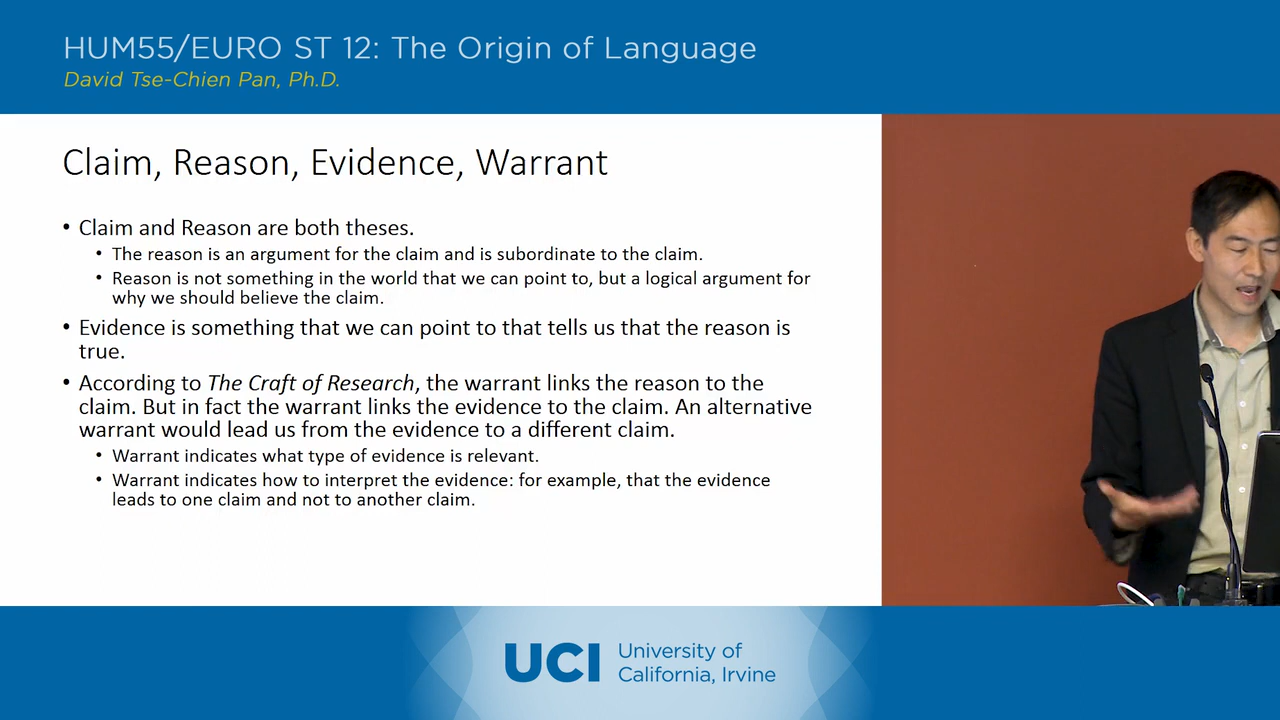 HUM55/EURO ST 12: The Origin of Language
David Tse-Chien Pan, Ph.D.
Claim, Reason, Evidence, Warrant
• Claim and Reason are both theses.
• The reason is an argument for the claim and is subordinate to the claim.
• Reason is not something in the world that we can point to, but a logical argument for
why we should believe the claim.
• Evidence is something that we can point to that tells us that the reason is
true.
• According to The Craft of Research, the warrant links the reason to the
claim. But in fact the warrant links the evidence to the claim. An alternative
warrant would lead us from the evidence to a different claim.
• Warrant indicates what type of evidence is relevant.
• Warrant indicates how to interpret the evidence: for example, that the evidence
leads to one claim and not to another claim.
UCI University of
California, Irvine